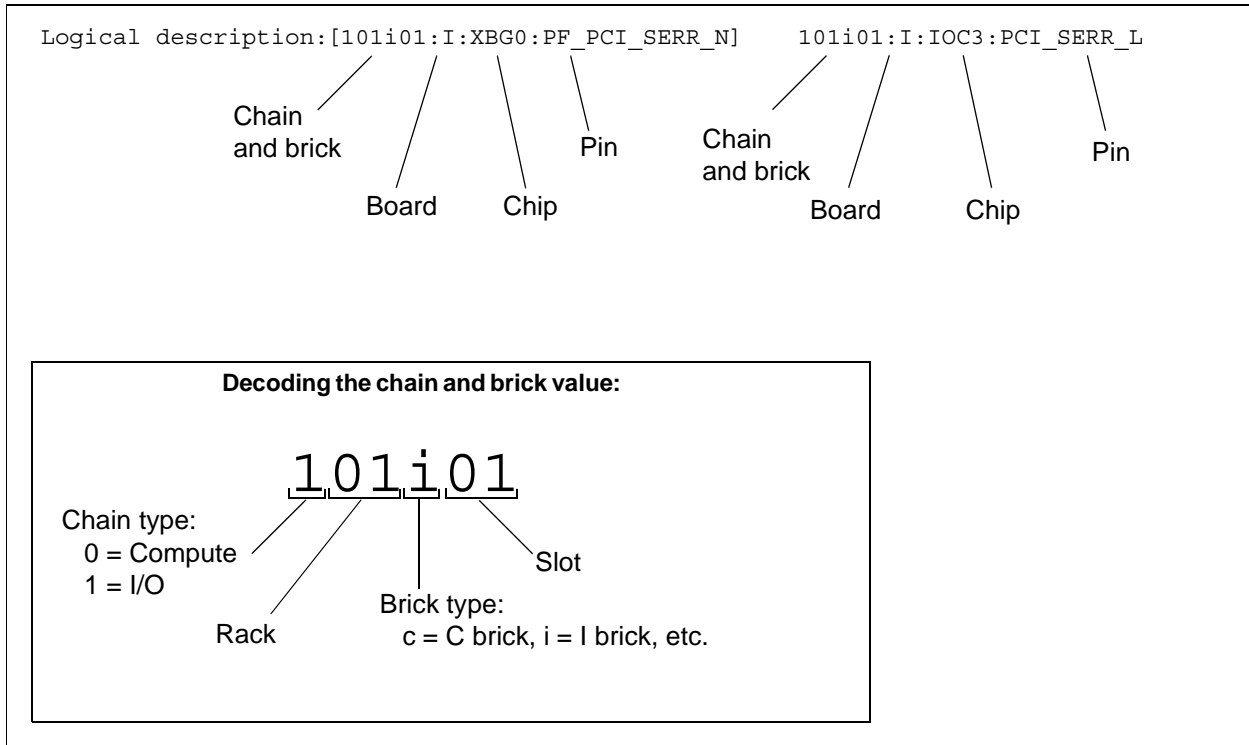 Logical description:[101i01:I:XBG0:PF_PCI_SERR_N] 101i01:I:IOC3:PCI_SERR_L
Chain
and brick
Board
Chip
Pin
Chain
and brick
Board
Chip
Pin
Decoding the chain and brick value:
101i01
Chain type:
0 = Compute
1 = I/O
Rack
Brick type:
c = C brick, i = I brick, etc.
Slot